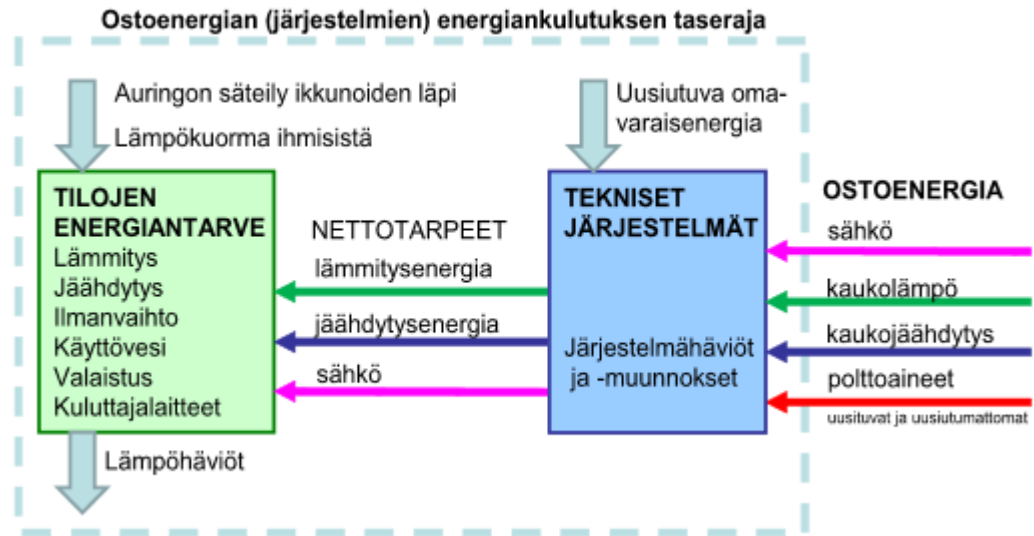 Ostoenergian (järjestelmien) energiankulutuksen taseraja
Auringon säteily ikkunoiden läpi
Lämpökuorma ihmisistä
Uusiutuva oma-
varaisenergia
TILOJEN
ENERGIANTARVE
Lämmitys
Jäähdytys
Ilmanvaihto
Käyttövesi
Valaistus
Kuluttajalaitteet
NETTOTARPEET
lämmitysenergia
jäähdytysenergia
sähkö
TEKNISET
JÄRJESTELMÄT
Järjestelmähäviöt
ja -muunnokset
OSTOENERGIA
sähkö
kaukolämpö
kaukojäähdytys
polttoaineet
uusituvat ja uusiutumattomat
Lämpöhäviöt